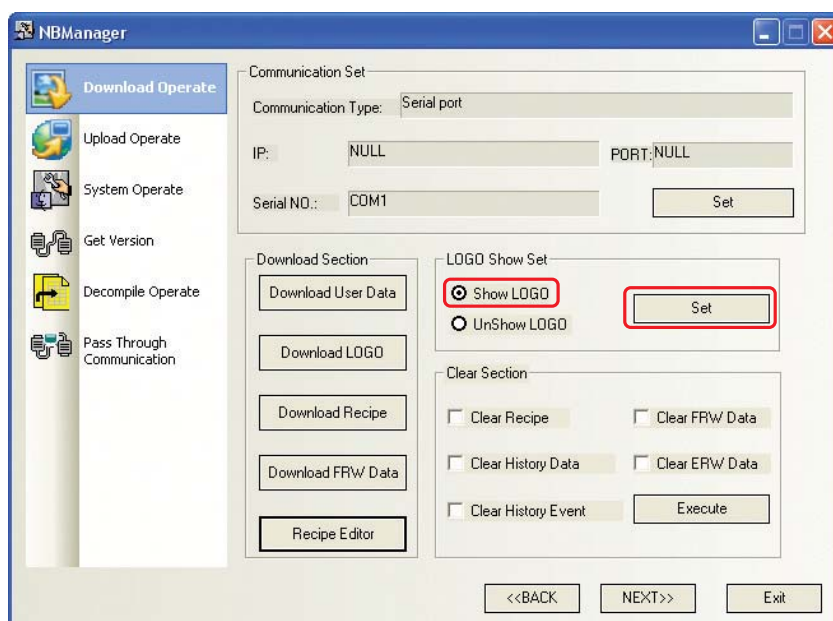 NBManager
Download Operate
Upload Operate
System Operate
Get Version
Decompile Operate
Pass Through
Communication
Communication Set
Communication Type: Serial port
IP: NULL PORT: NULL
Serial NO.: COM1 Set
Download Section
Download User Data
Download LOGO
Download Recipe
Download FRW Data
Recipe Editor
LOGO Show Set
Show LOGO
UnShow LOGO
Set
Clear Section
Clear Recipe Clear FRW Data
Clear History Data Clear ERW Data
Clear History Event Execute
<<BACK NEXT>> Exit